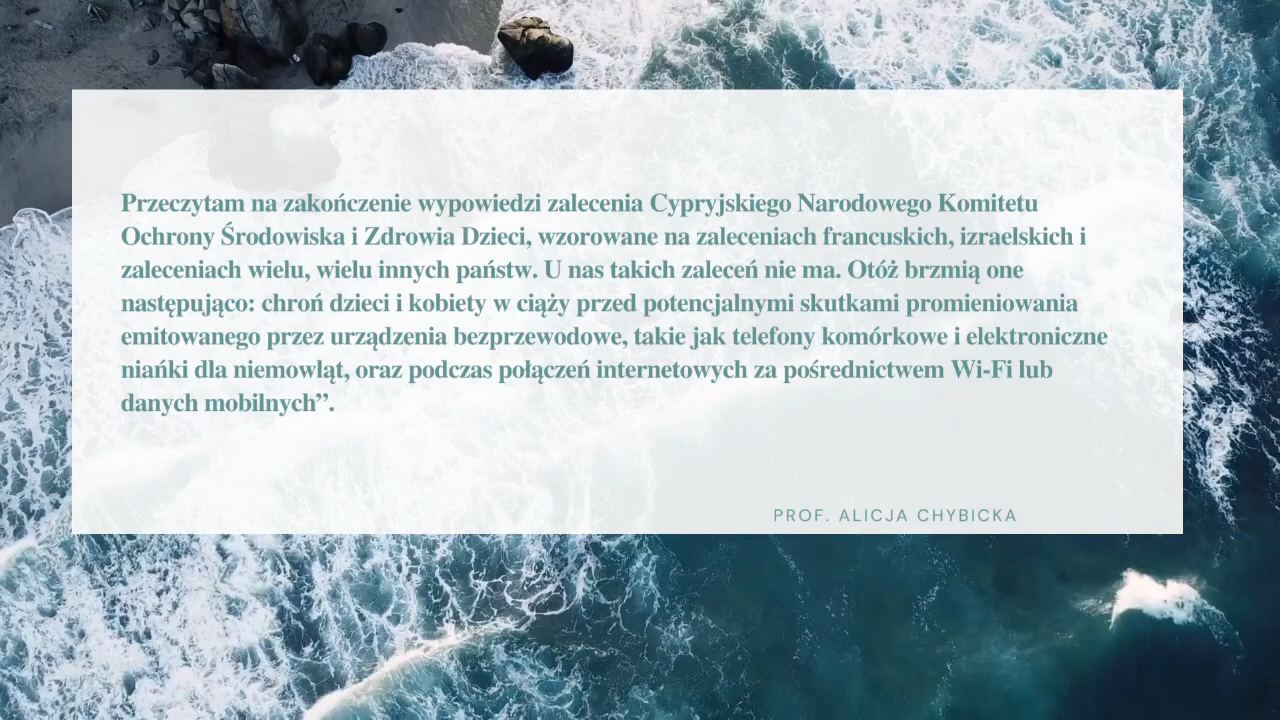 Przeczytam na zakończenie wypowiedzi zalecenia Cypryjskiego Narodowego Komitetu
Ochrony Środowiska i Zdrowia Dzieci, wzorowane na zaleceniach francuskich, izraelskich i
zaleceniach wielu, wielu innych państw. U nas takich zaleceń nie ma. Otóż brzmią one
następująco: chroń dzieci i kobiety w ciąży przed potencjalnymi skutkami promieniowania
emitowanego przez urządzenia bezprzewodowe, takie jak telefony komórkowe i elektroniczne
niańki dla niemowląt, oraz podczas połączeń internetowych za pośrednictwem Wi-Fi lub
danych mobilnych”.
PROF. ALICJA CHYBICKA